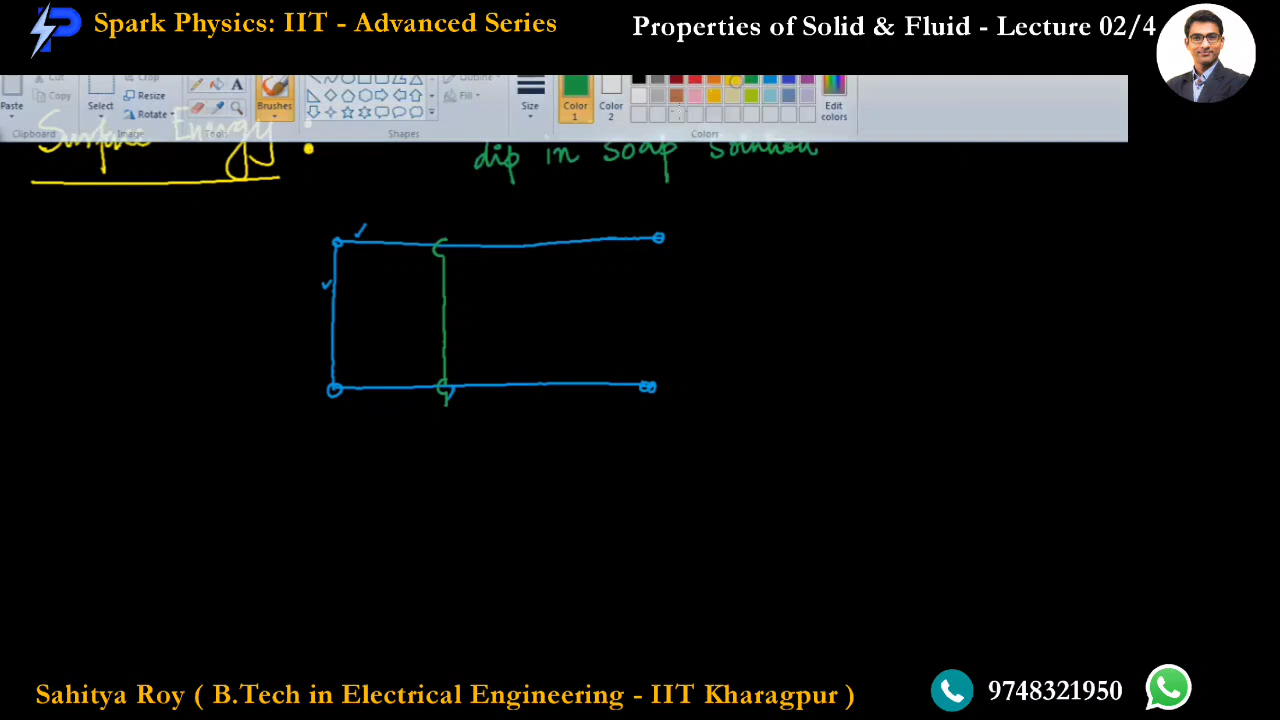 Spark Physics: IIT - Advanced Series
Properties of Solid & Fluid - Lecture 02/4
Cut
Crop
Outline
Paste
Copy
Select
Resize
Rotate
A
Brushes
Fill
Size
Color 1
Color 2
Edit colors
Clipboard
Image
Tools
Shapes
Colors
Surface Energy :
dip in soap solution
Sahitya Roy ( B.Tech in Electrical Engineering - IIT Kharagpur )
9748321950